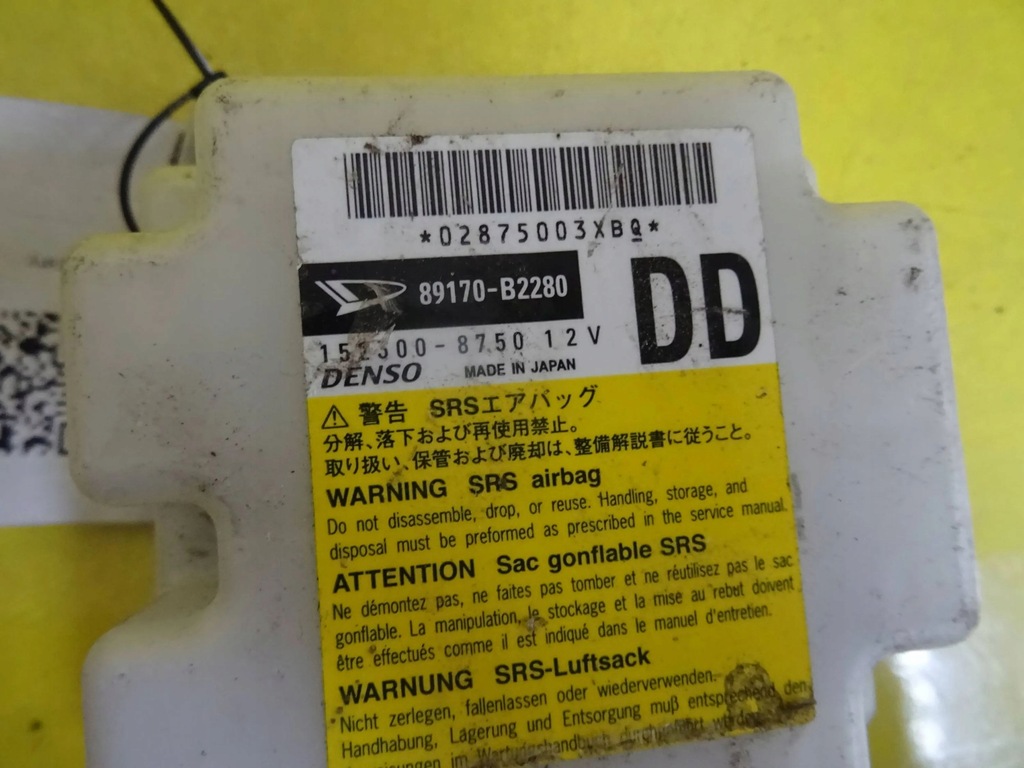 *02875003XBQ*
89170-B2280
DD
152300-8750 12V
DENSO MADE IN JAPAN
警告 SRSエアバッグ
分解、落下および再使用禁止。
取り扱い、保管および廃却は、整備解説書に従うこと。
WARNING SRS airbag
Do not disassemble, drop, or reuse. Handling, storage, and
disposal must be preformed as prescribed in the service manual.
ATTENTION Sac gonflable SRS
Ne démontez pas, ne faites pas tomber et ne réutilisez pas le sac
gonflable. La manipulation, le stockage et la mise au rebut doivent
être effectués comme il est indiqué dans le manuel d'entretien.
WARNUNG SRS-Luftsack
Nicht zerlegen, fallenlassen oder wiederverwenden.
Handhabung, Lagerung und Entsorgung muß entsprechend den
im Wartungshandbuch durchgeführt